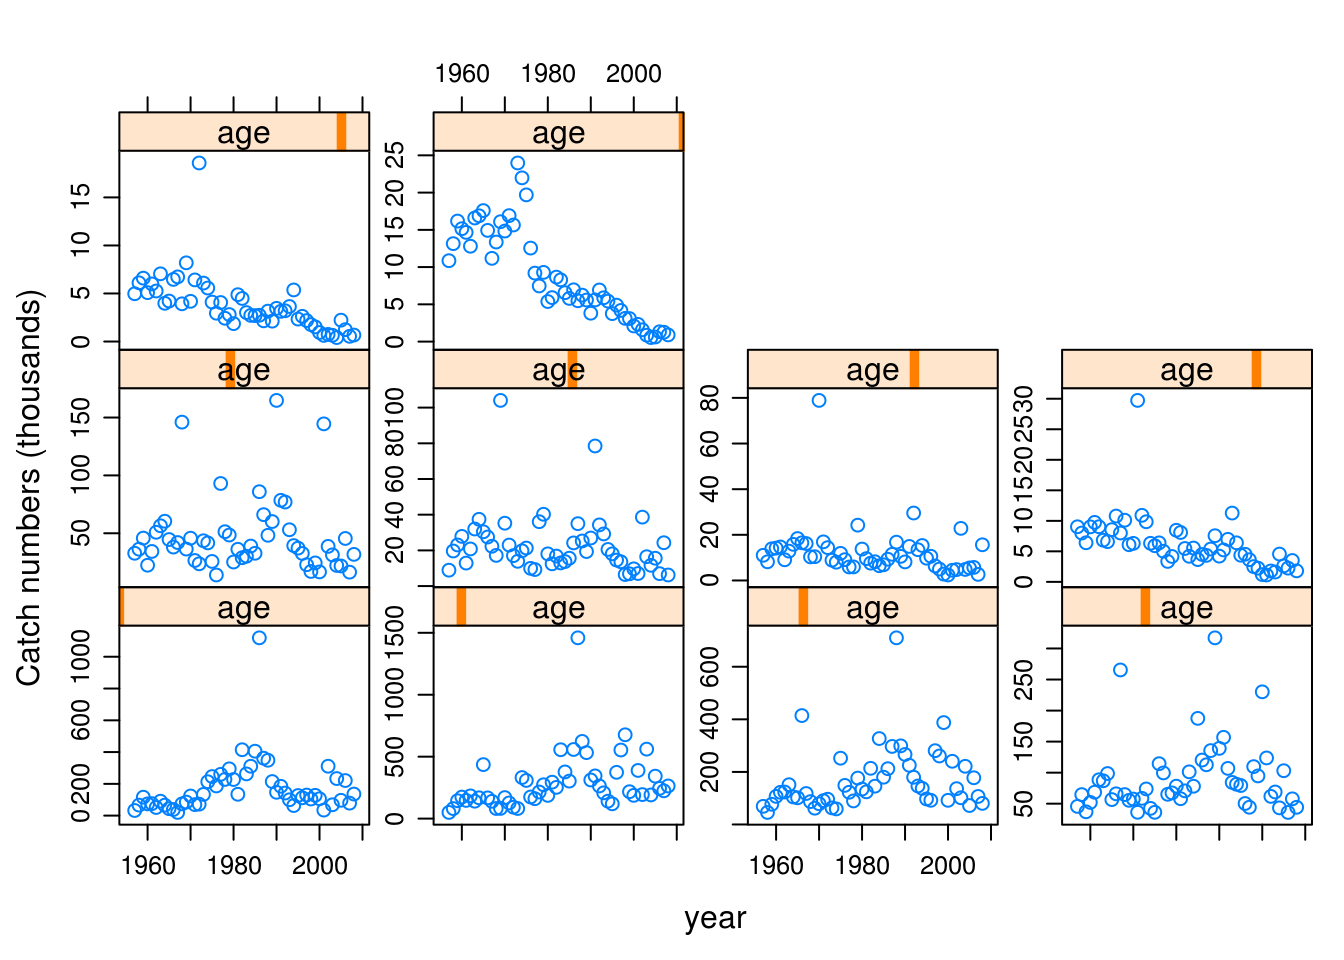 1960 1980 2000
age age
0 5 10 15
0 5 10 15 20 25
Catch numbers (thousands)
age age age age
50 100 150
20 40 60 80 100
0 20 40 60 80
0 5 10 15 20 25 30
age age age age
0 200 600 1000
0 500 1000 1500
200 400 600
50 150 250
1960 1980 2000 1960 1980 2000
year